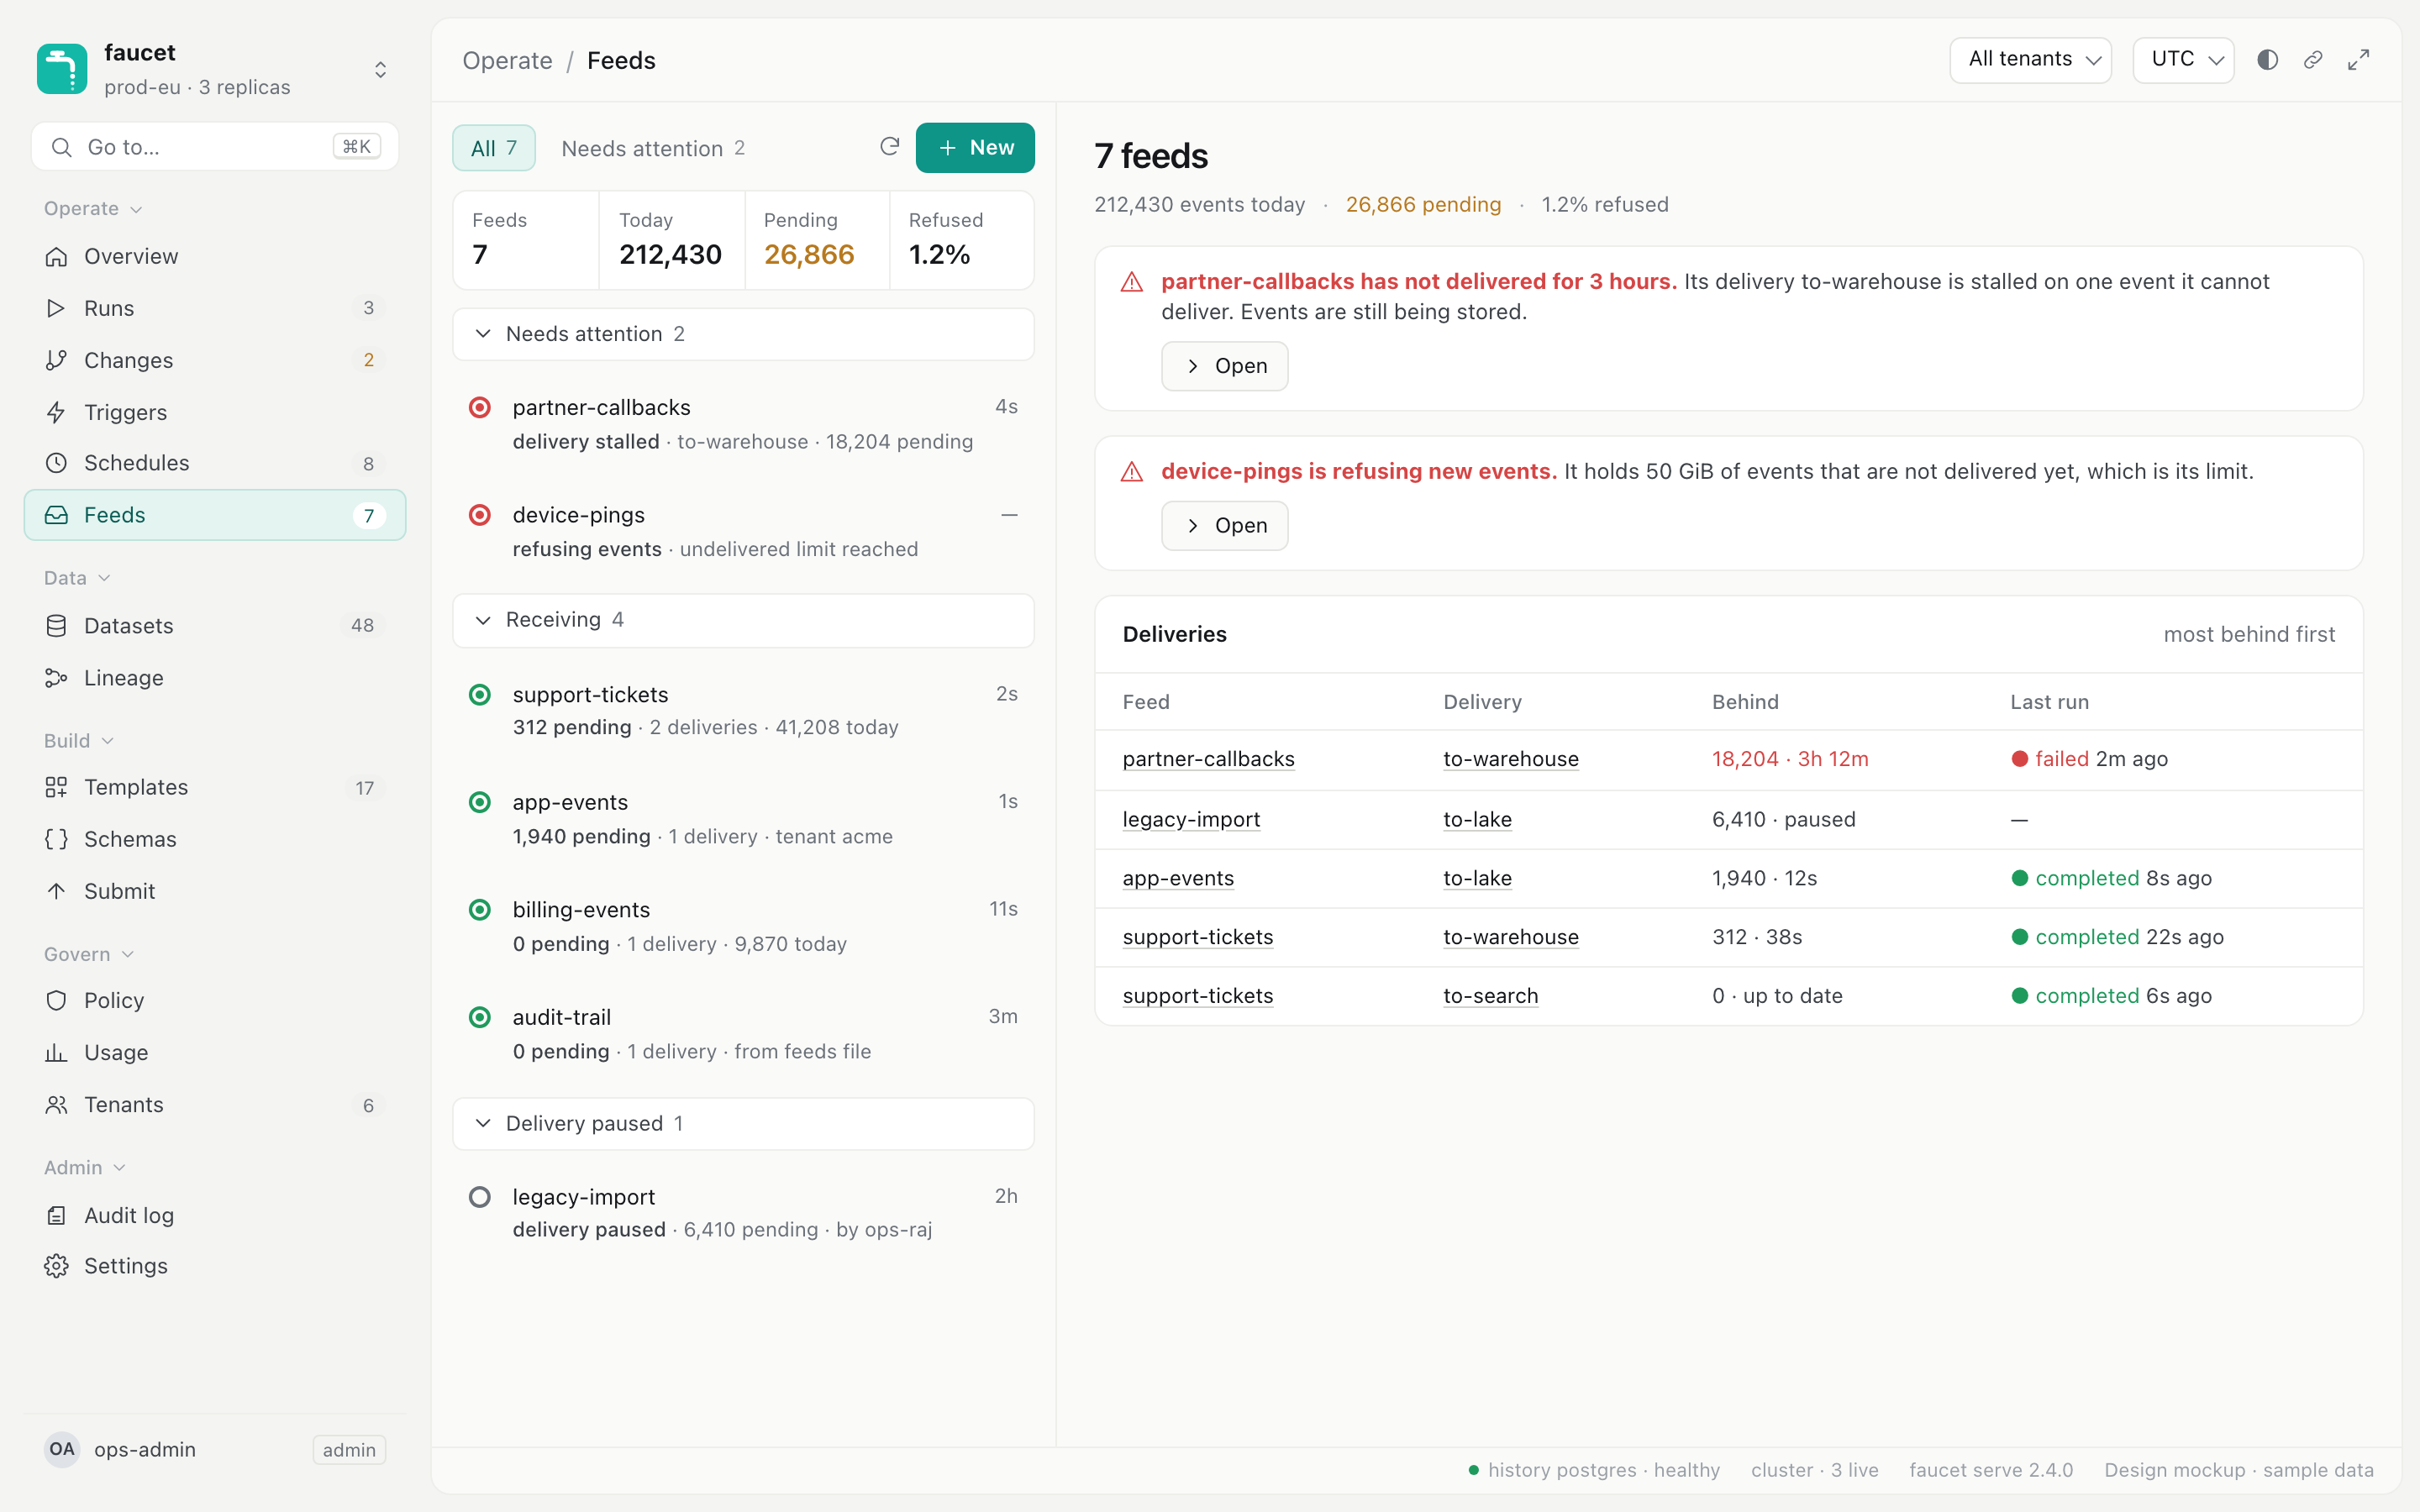 faucet
prod-eu · 3 replicas
Go to...
⌘K
Operate
Overview
Runs 3
Changes 2
Triggers
Schedules 8
Feeds 7
Data
Datasets 48
Lineage
Build
Templates 17
Schemas
Submit
Govern
Policy
Usage
Tenants 6
Admin
Audit log
Settings
OA ops-admin admin
Operate / Feeds
All tenants
UTC
All 7
Needs attention 2
New
Feeds
7
Today
212,430
Pending
26,866
Refused
1.2%
Needs attention 2
partner-callbacks 4s
delivery stalled · to-warehouse · 18,204 pending
device-pings —
refusing events · undelivered limit reached
Receiving 4
support-tickets 2s
312 pending · 2 deliveries · 41,208 today
app-events 1s
1,940 pending · 1 delivery · tenant acme
billing-events 11s
0 pending · 1 delivery · 9,870 today
audit-trail 3m
0 pending · 1 delivery · from feeds file
Delivery paused 1
legacy-import 2h
delivery paused · 6,410 pending · by ops-raj
7 feeds
212,430 events today · 26,866 pending · 1.2% refused
partner-callbacks has not delivered for 3 hours. Its delivery to-warehouse is stalled on one event it cannot
deliver. Events are still being stored.
Open
device-pings is refusing new events. It holds 50 GiB of events that are not delivered yet, which is its limit.
Open
Deliveries most behind first
Feed Delivery Behind Last run
partner-callbacks to-warehouse 18,204 · 3h 12m failed 2m ago
legacy-import to-lake 6,410 · paused —
app-events to-lake 1,940 · 12s completed 8s ago
support-tickets to-warehouse 312 · 38s completed 22s ago
support-tickets to-search 0 · up to date completed 6s ago
history postgres · healthy cluster · 3 live faucet serve 2.4.0 Design mockup · sample data